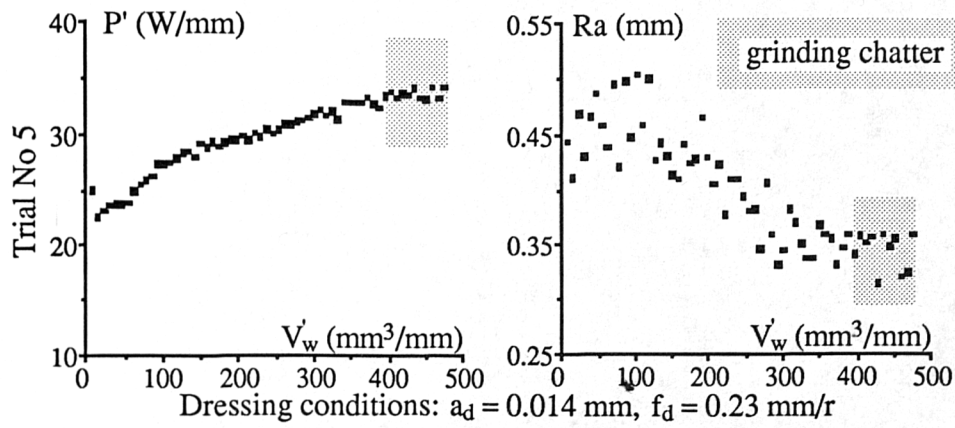 P' (W/mm)
40
30
20
10
Trial No 5
V'w (mm³/mm)
0 100 200 300 400 500
Ra (mm)
0.55
0.45
0.35
0.25
grinding chatter
V'w (mm³/mm)
0 100 200 300 400 500
Dressing conditions: ad = 0.014 mm, fd = 0.23 mm/r